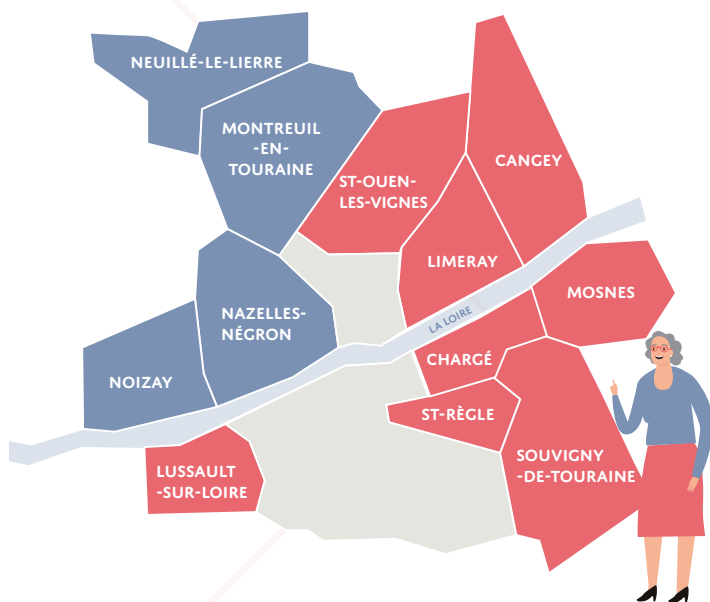 NEUILLÉ-LE-LIERRE
MONTREUIL
-EN-
TOURAINE
ST-OUEN-
LES-VIGNES
CANGEY
LIMERAY
MOSNES
NAZELLES-
NÉGRON
LA LOIRE
CHARGÉ
NOIZAY
ST-RÈGLE
SOUVIGNY
-DE-TOURAINE
LUSSAULT
-SUR-LOIRE